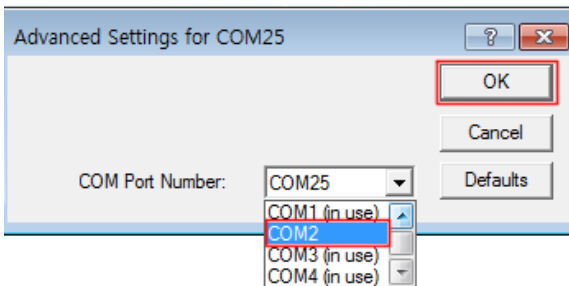 Advanced Settings for COM25
OK
Cancel
COM Port Number: COM25 Defaults
COM1 (in use)
COM2
COM3 (in use)
COM4 (in use)